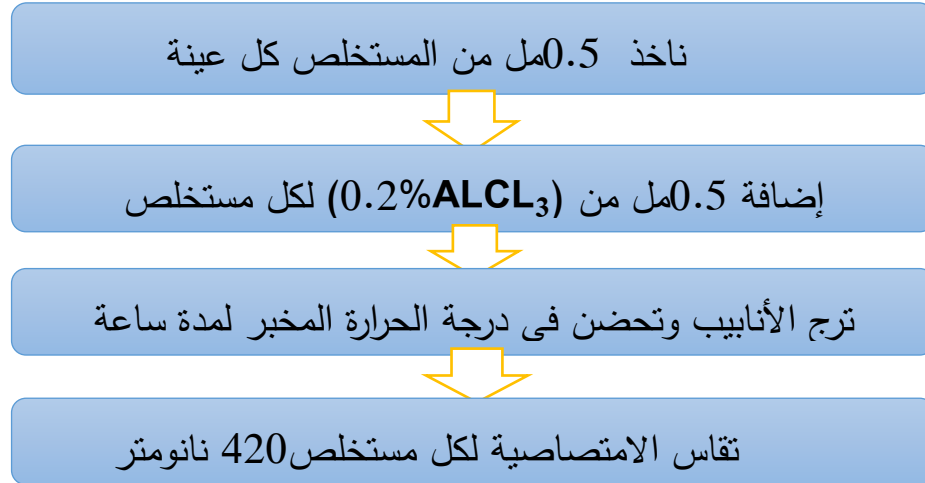 ناخذ 0.5مل من المستخلص كل عينة
إضافة 0.5مل من (0.2%ALCL₃) لكل مستخلص
ترج الأنابيب وتحضن فى درجة الحرارة المخبر لمدة ساعة
تقاس الامتصاصية لكل مستخلص420 نانومتر